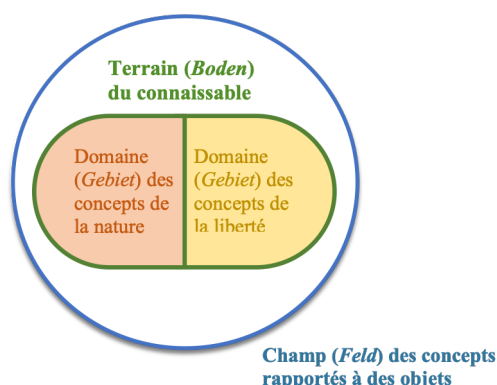 Terrain (Boden)
du connaissable
Domaine
(Gebiet) des
concepts de
la nature
Domaine
(Gebiet) des
concepts de
la liberté
Champ (Feld) des concepts
rapportés à des objets